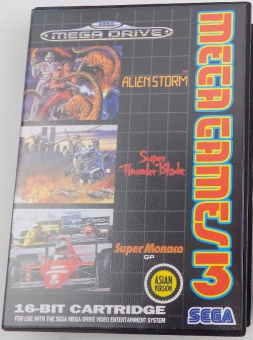 SEGA
MEGA DRIVE
ALIEN STORM
Super
Thunder Blade
Super Monaco
GP
ASIAN
VERSION
MEGA GAMES 3
16-BIT CARTRIDGE
FOR USE WITH THE SEGA MEGA DRIVE VIDEO ENTERTAINMENT SYSTEM
SEGA